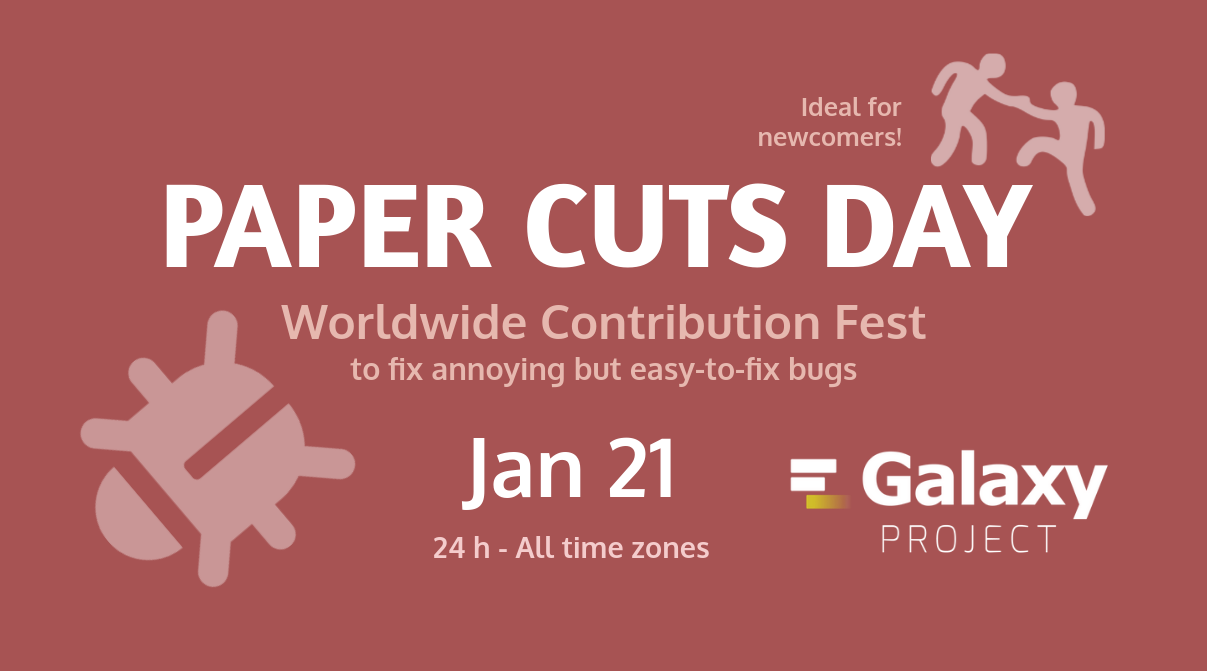 Ideal for
newcomers!
PAPER CUTS DAY
Worldwide Contribution Fest
to fix annoying but easy-to-fix bugs
Jan 21
24 h - All time zones
Galaxy
PROJECT